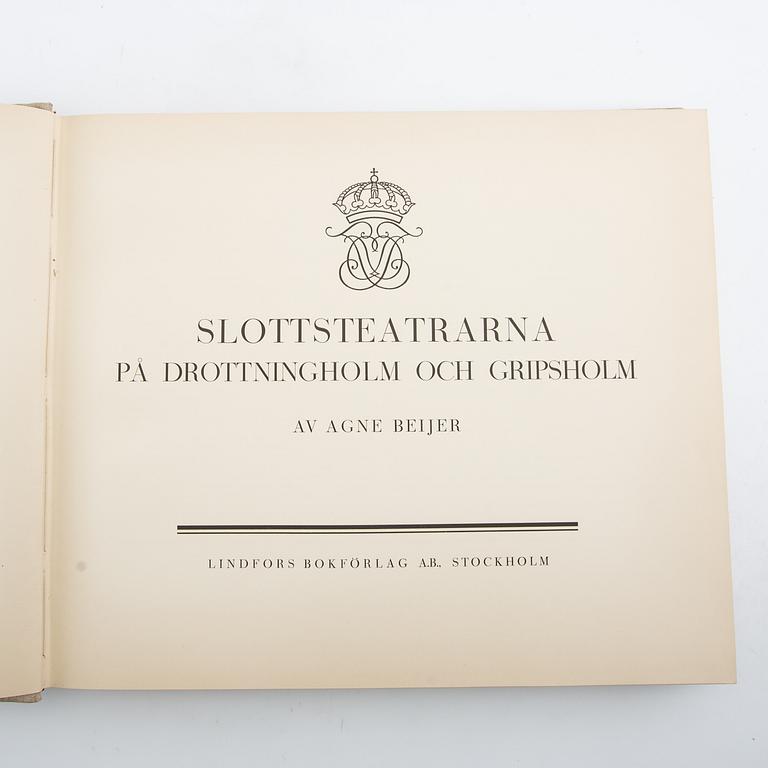 SLOTTSTEATRARNA
PÅ DROTTNINGHOLM OCH GRIPSHOLM
AV AGNE BEIJER
LINDFORS BOKFÖRLAG A.B., STOCKHOLM